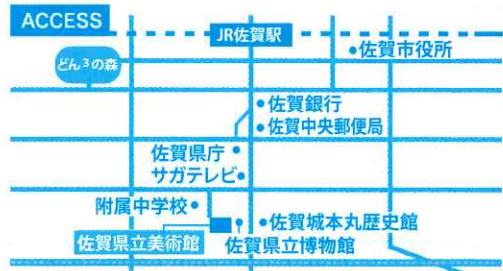 ACCESS
JR佐賀駅
佐賀市役所
どん3の森
佐賀銀行
佐賀中央郵便局
佐賀県庁
サガテレビ
附属中学校
佐賀城本丸歴史館
佐賀県立美術館
佐賀県立博物館